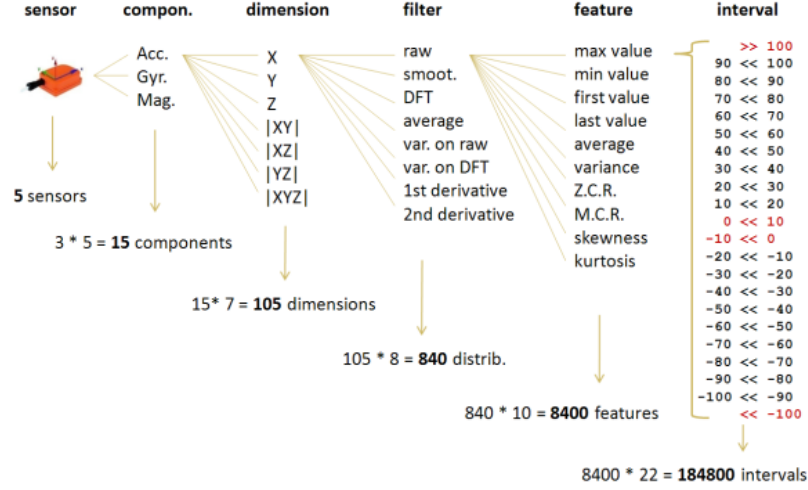 sensor compon. dimension filter feature interval
Acc.
Gyr.
Mag.
X
Y
Z
|XY|
|XZ|
|YZ|
|XYZ|
raw
smoot.
DFT
average
var. on raw
var. on DFT
1st derivative
2nd derivative
max value
min value
first value
last value
average
variance
Z.C.R.
M.C.R.
skewness
kurtosis
>> 100
90 << 100
80 << 90
70 << 80
60 << 70
50 << 60
40 << 50
30 << 40
20 << 30
10 << 20
0 << 10
-10 << 0
-20 << -10
-30 << -20
-40 << -30
-50 << -40
-60 << -50
-70 << -60
-80 << -70
-90 << -80
-100 << -90
<< -100
5 sensors
3 * 5 = 15 components
15* 7 = 105 dimensions
105 * 8 = 840 distrib.
840 * 10 = 8400 features
8400 * 22 = 184800 intervals